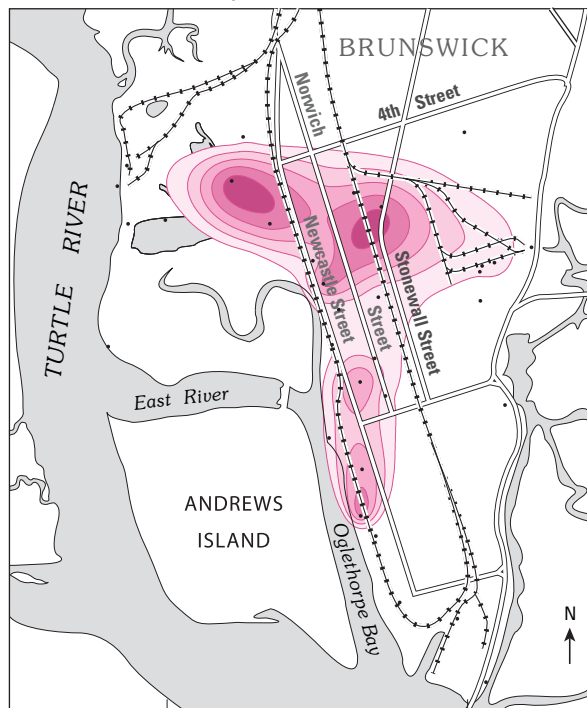 BRUNSWICK
Norwich
4th Street
TURTLE RIVER
Newcastle Street
Street
Stonewall Street
East River
ANDREWS
ISLAND
Oglethorpe Bay
N